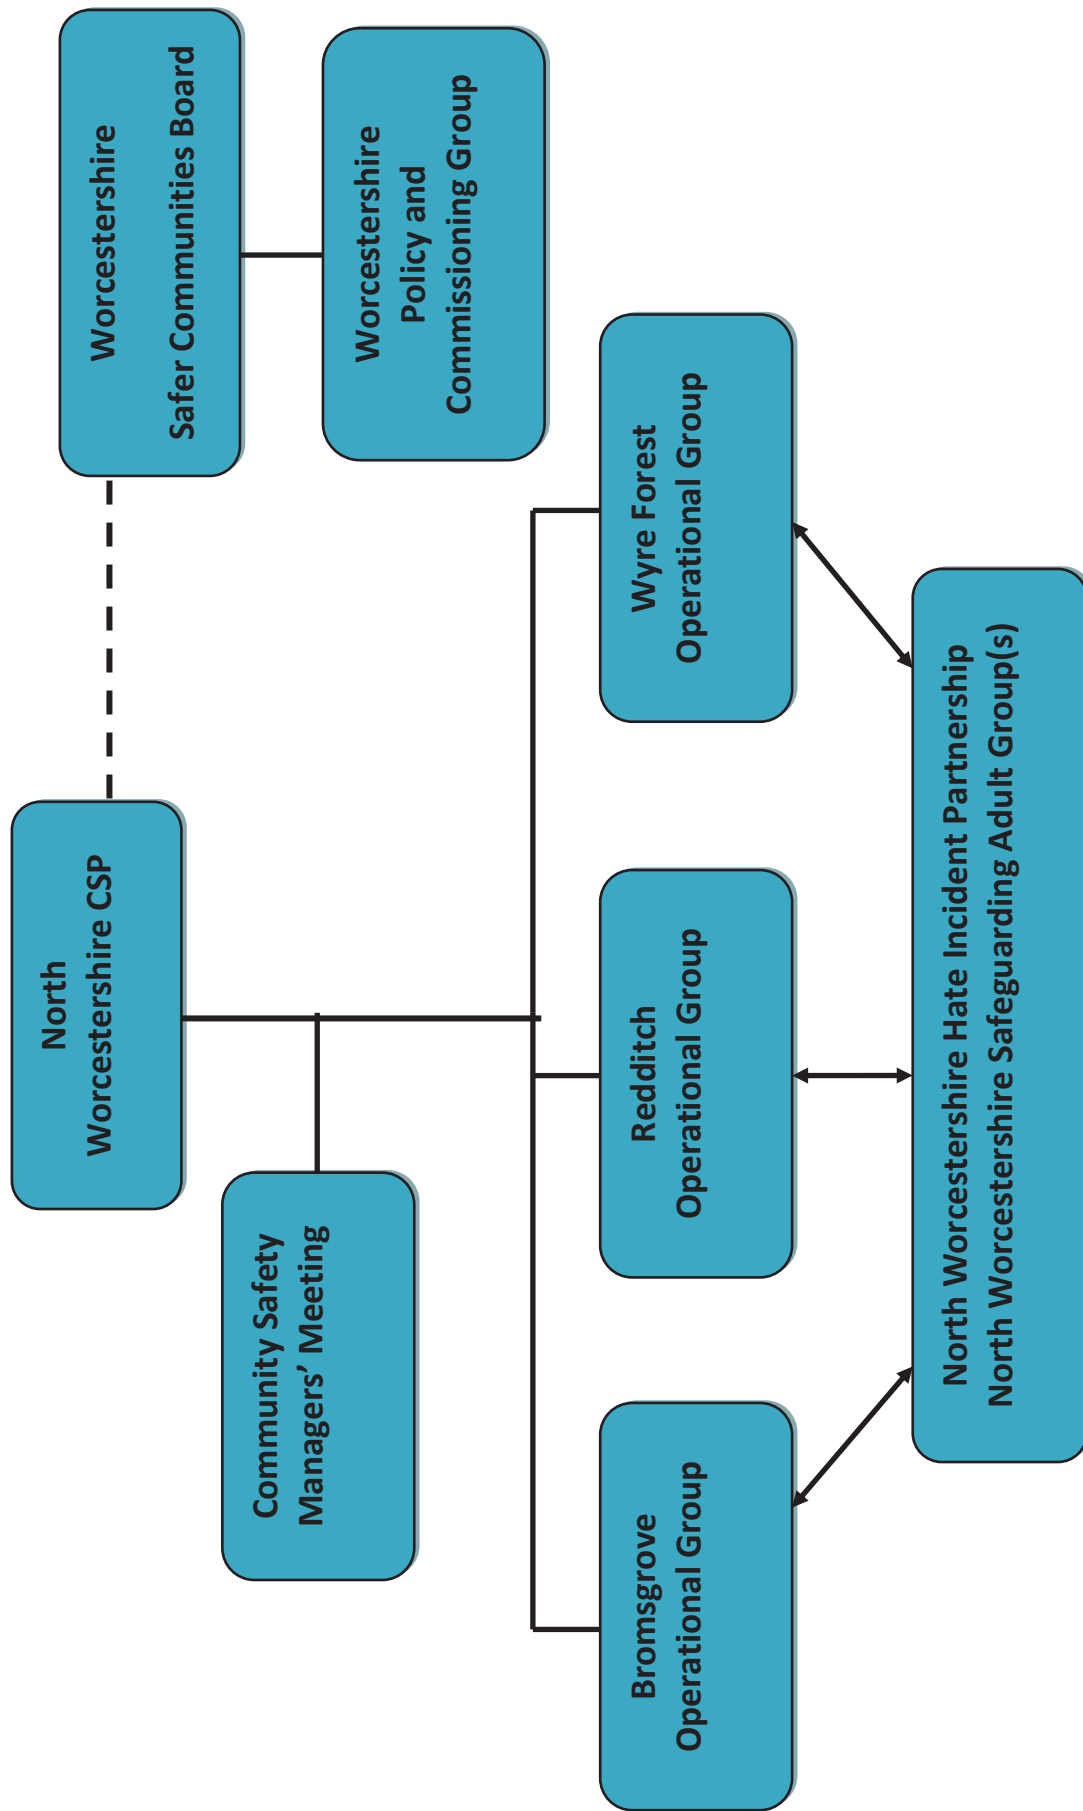 North
Worcestershire CSP
Worcestershire
Safer Communities Board
Community Safety
Managers’ Meeting
Worcestershire
Policy and
Commissioning Group
Bromsgrove
Operational Group
Redditch
Operational Group
Wyre Forest
Operational Group
North Worcestershire Hate Incident Partnership
North Worcestershire Safeguarding Adult Group(s)